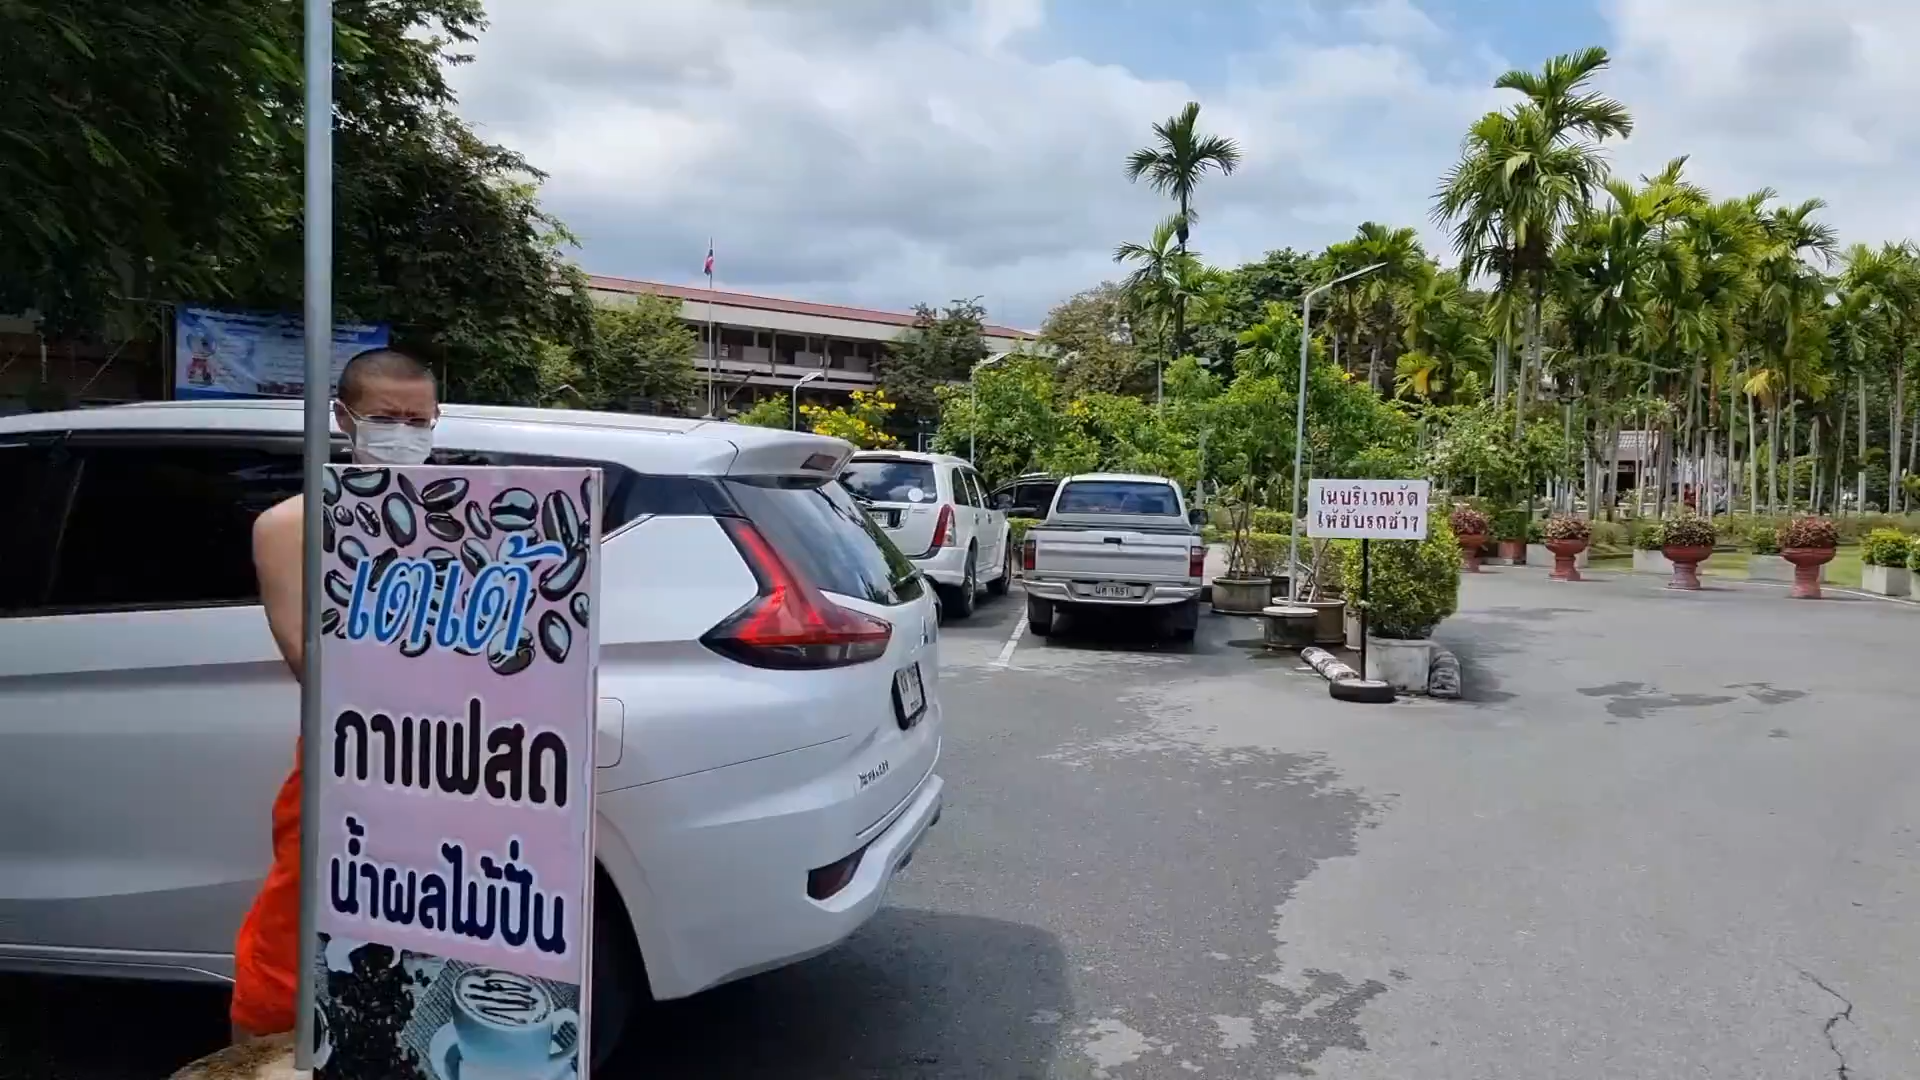 เตเต้
กาแฟสด
น้ำผลไม้ปั่น
ในบริเวณวัด
ให้ขับรถช้าๆ